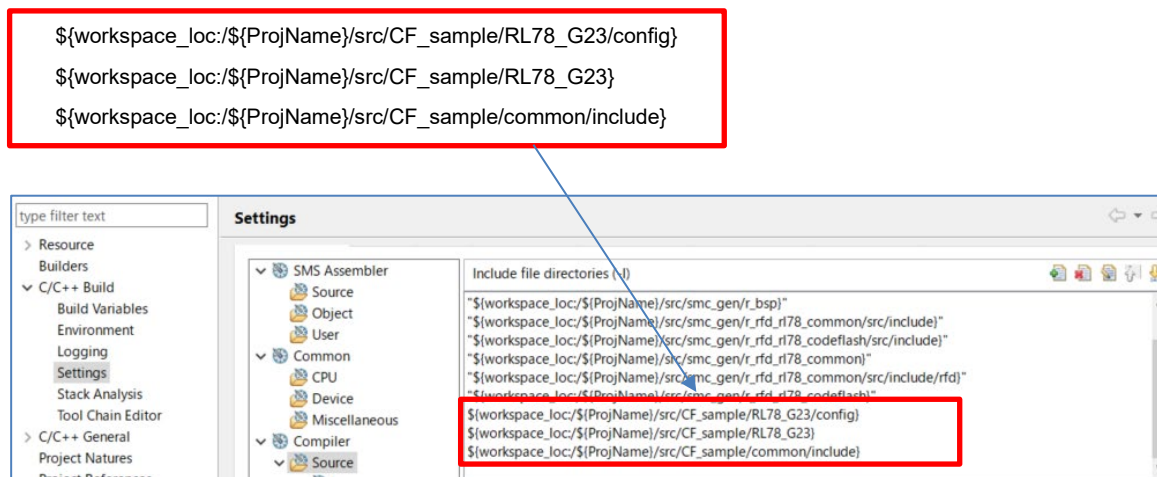 ${workspace_loc:/${ProjName}/src/CF_sample/RL78_G23/config}
${workspace_loc:/${ProjName}/src/CF_sample/RL78_G23}
${workspace_loc:/${ProjName}/src/CF_sample/common/include}
type filter text
Settings
Resource
Builders
C/C++ Build
Build Variables
Environment
Logging
Settings
Stack Analysis
Tool Chain Editor
C/C++ General
Project Natures
Project References
SMS Assembler
Source
Object
User
Common
CPU
Device
Miscellaneous
Compiler
Source
Include file directories (-I)
"${workspace_loc:/${ProjName}/src/smc_gen/r_bsp}"
"${workspace_loc:/${ProjName}/src/smc_gen/r_rfd_rl78_common/src/include}"
"${workspace_loc:/${ProjName}/src/smc_gen/r_rfd_rl78_codeflash/src/include}"
"${workspace_loc:/${ProjName}/src/smc_gen/r_rfd_rl78_common}"
"${workspace_loc:/${ProjName}/src/smc_gen/r_rfd_rl78_common/src/include/rfd}"
"${workspace_loc:/${ProjName}/src/smc_gen/r_rfd_rl78_codeflash}"
${workspace_loc:/${ProjName}/src/CF_sample/RL78_G23/config}
${workspace_loc:/${ProjName}/src/CF_sample/RL78_G23}
${workspace_loc:/${ProjName}/src/CF_sample/common/include}